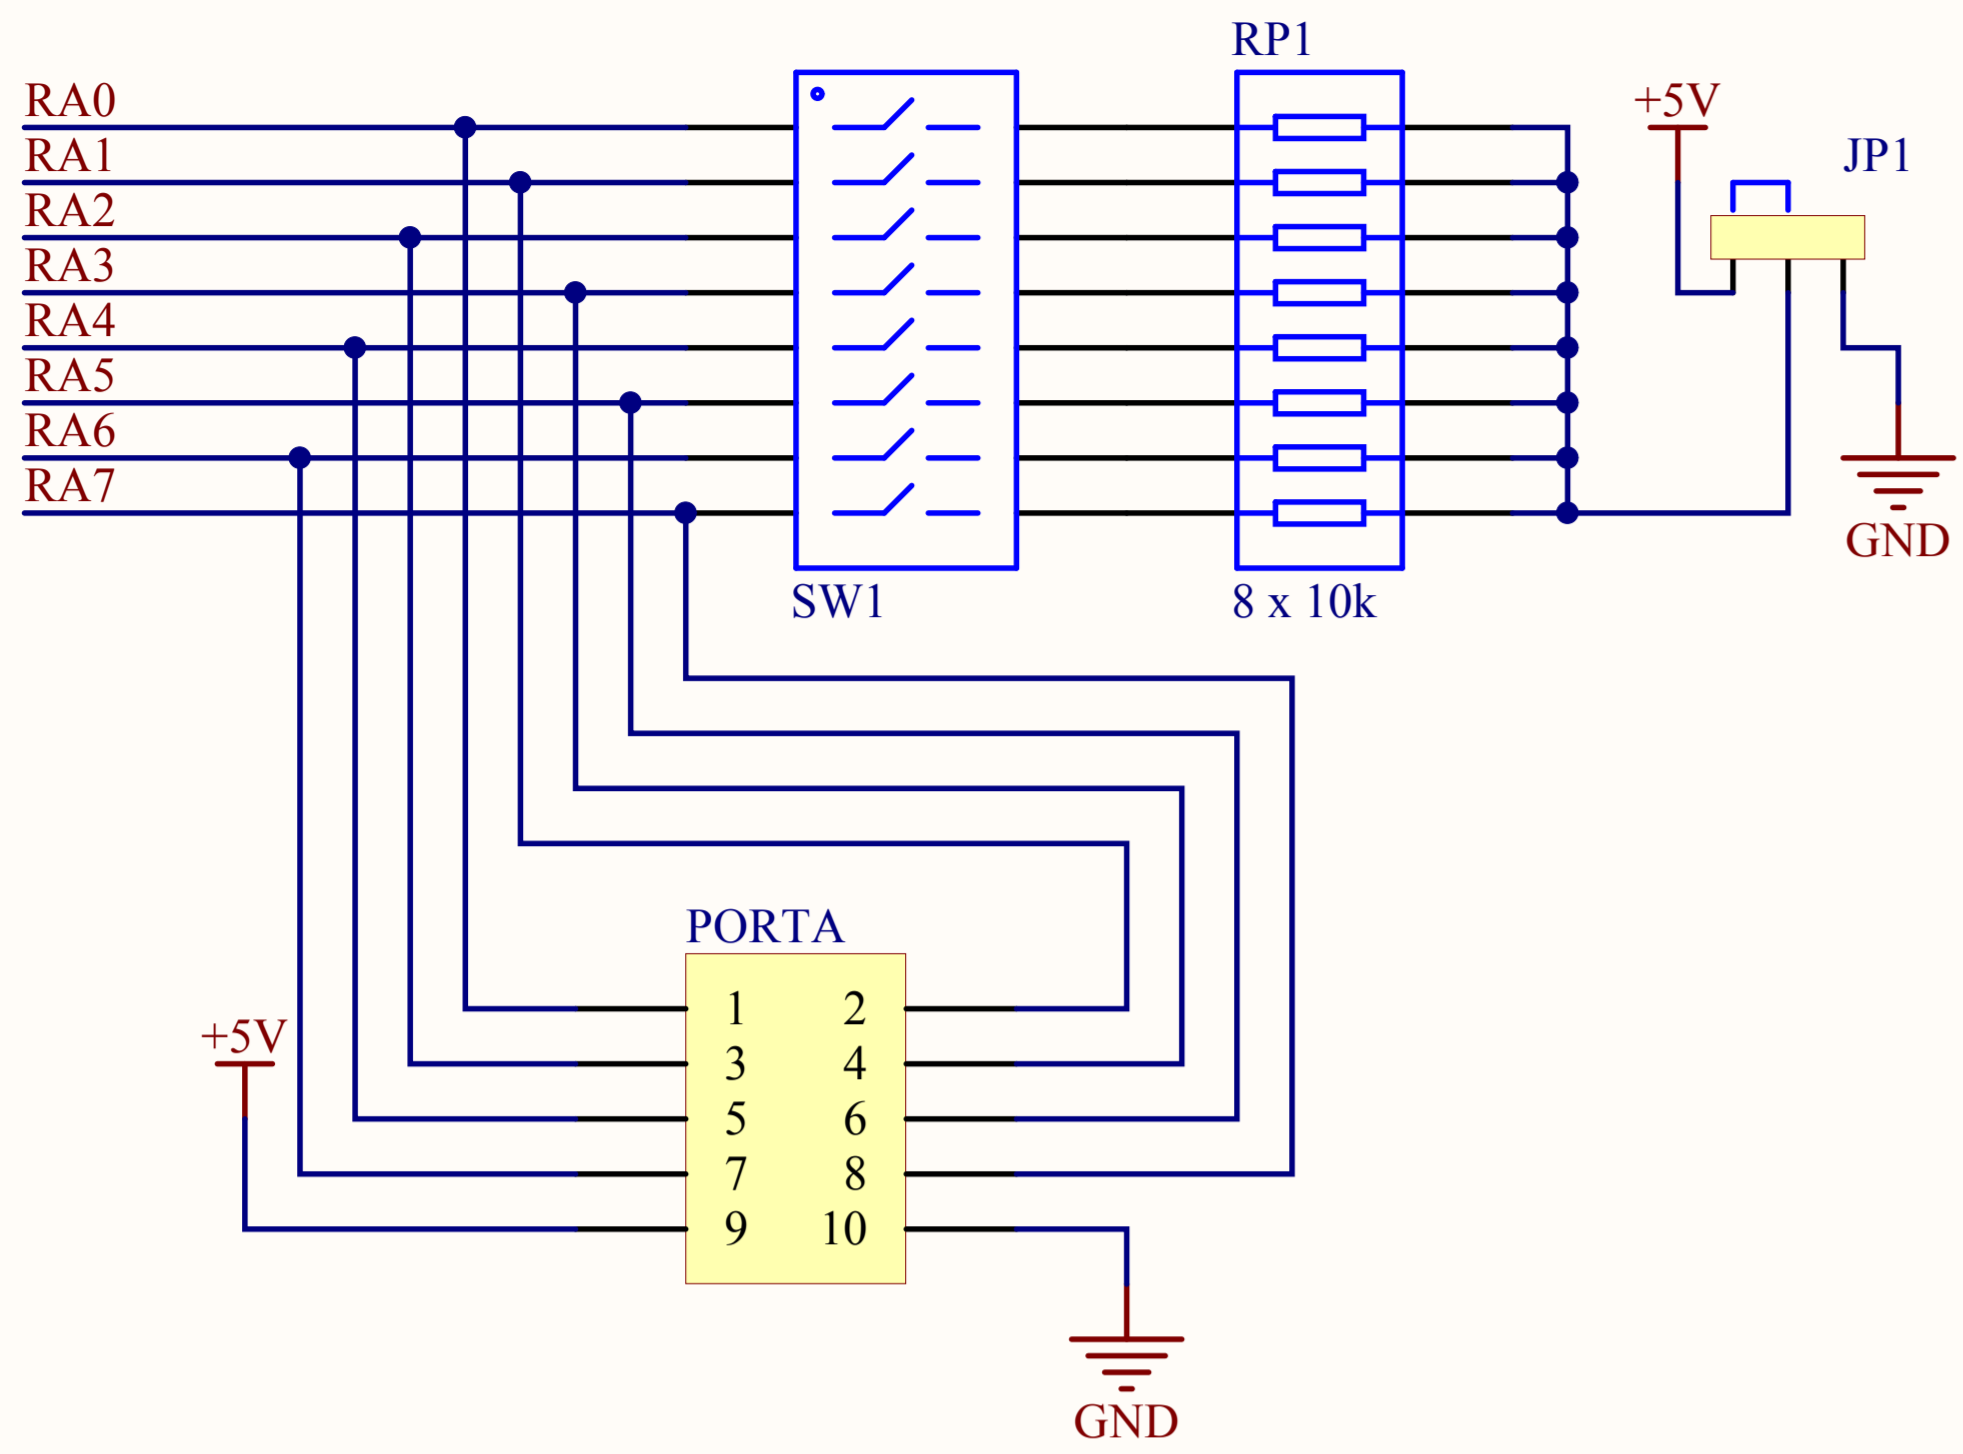 RP1
RA0
+5V
RA1
JP1
RA2
RA3
RA4
RA5
RA6
RA7
GND
SW1
8 x 10k
PORTA
1 2
+5V
3 4
5 6
7 8
9 10
GND